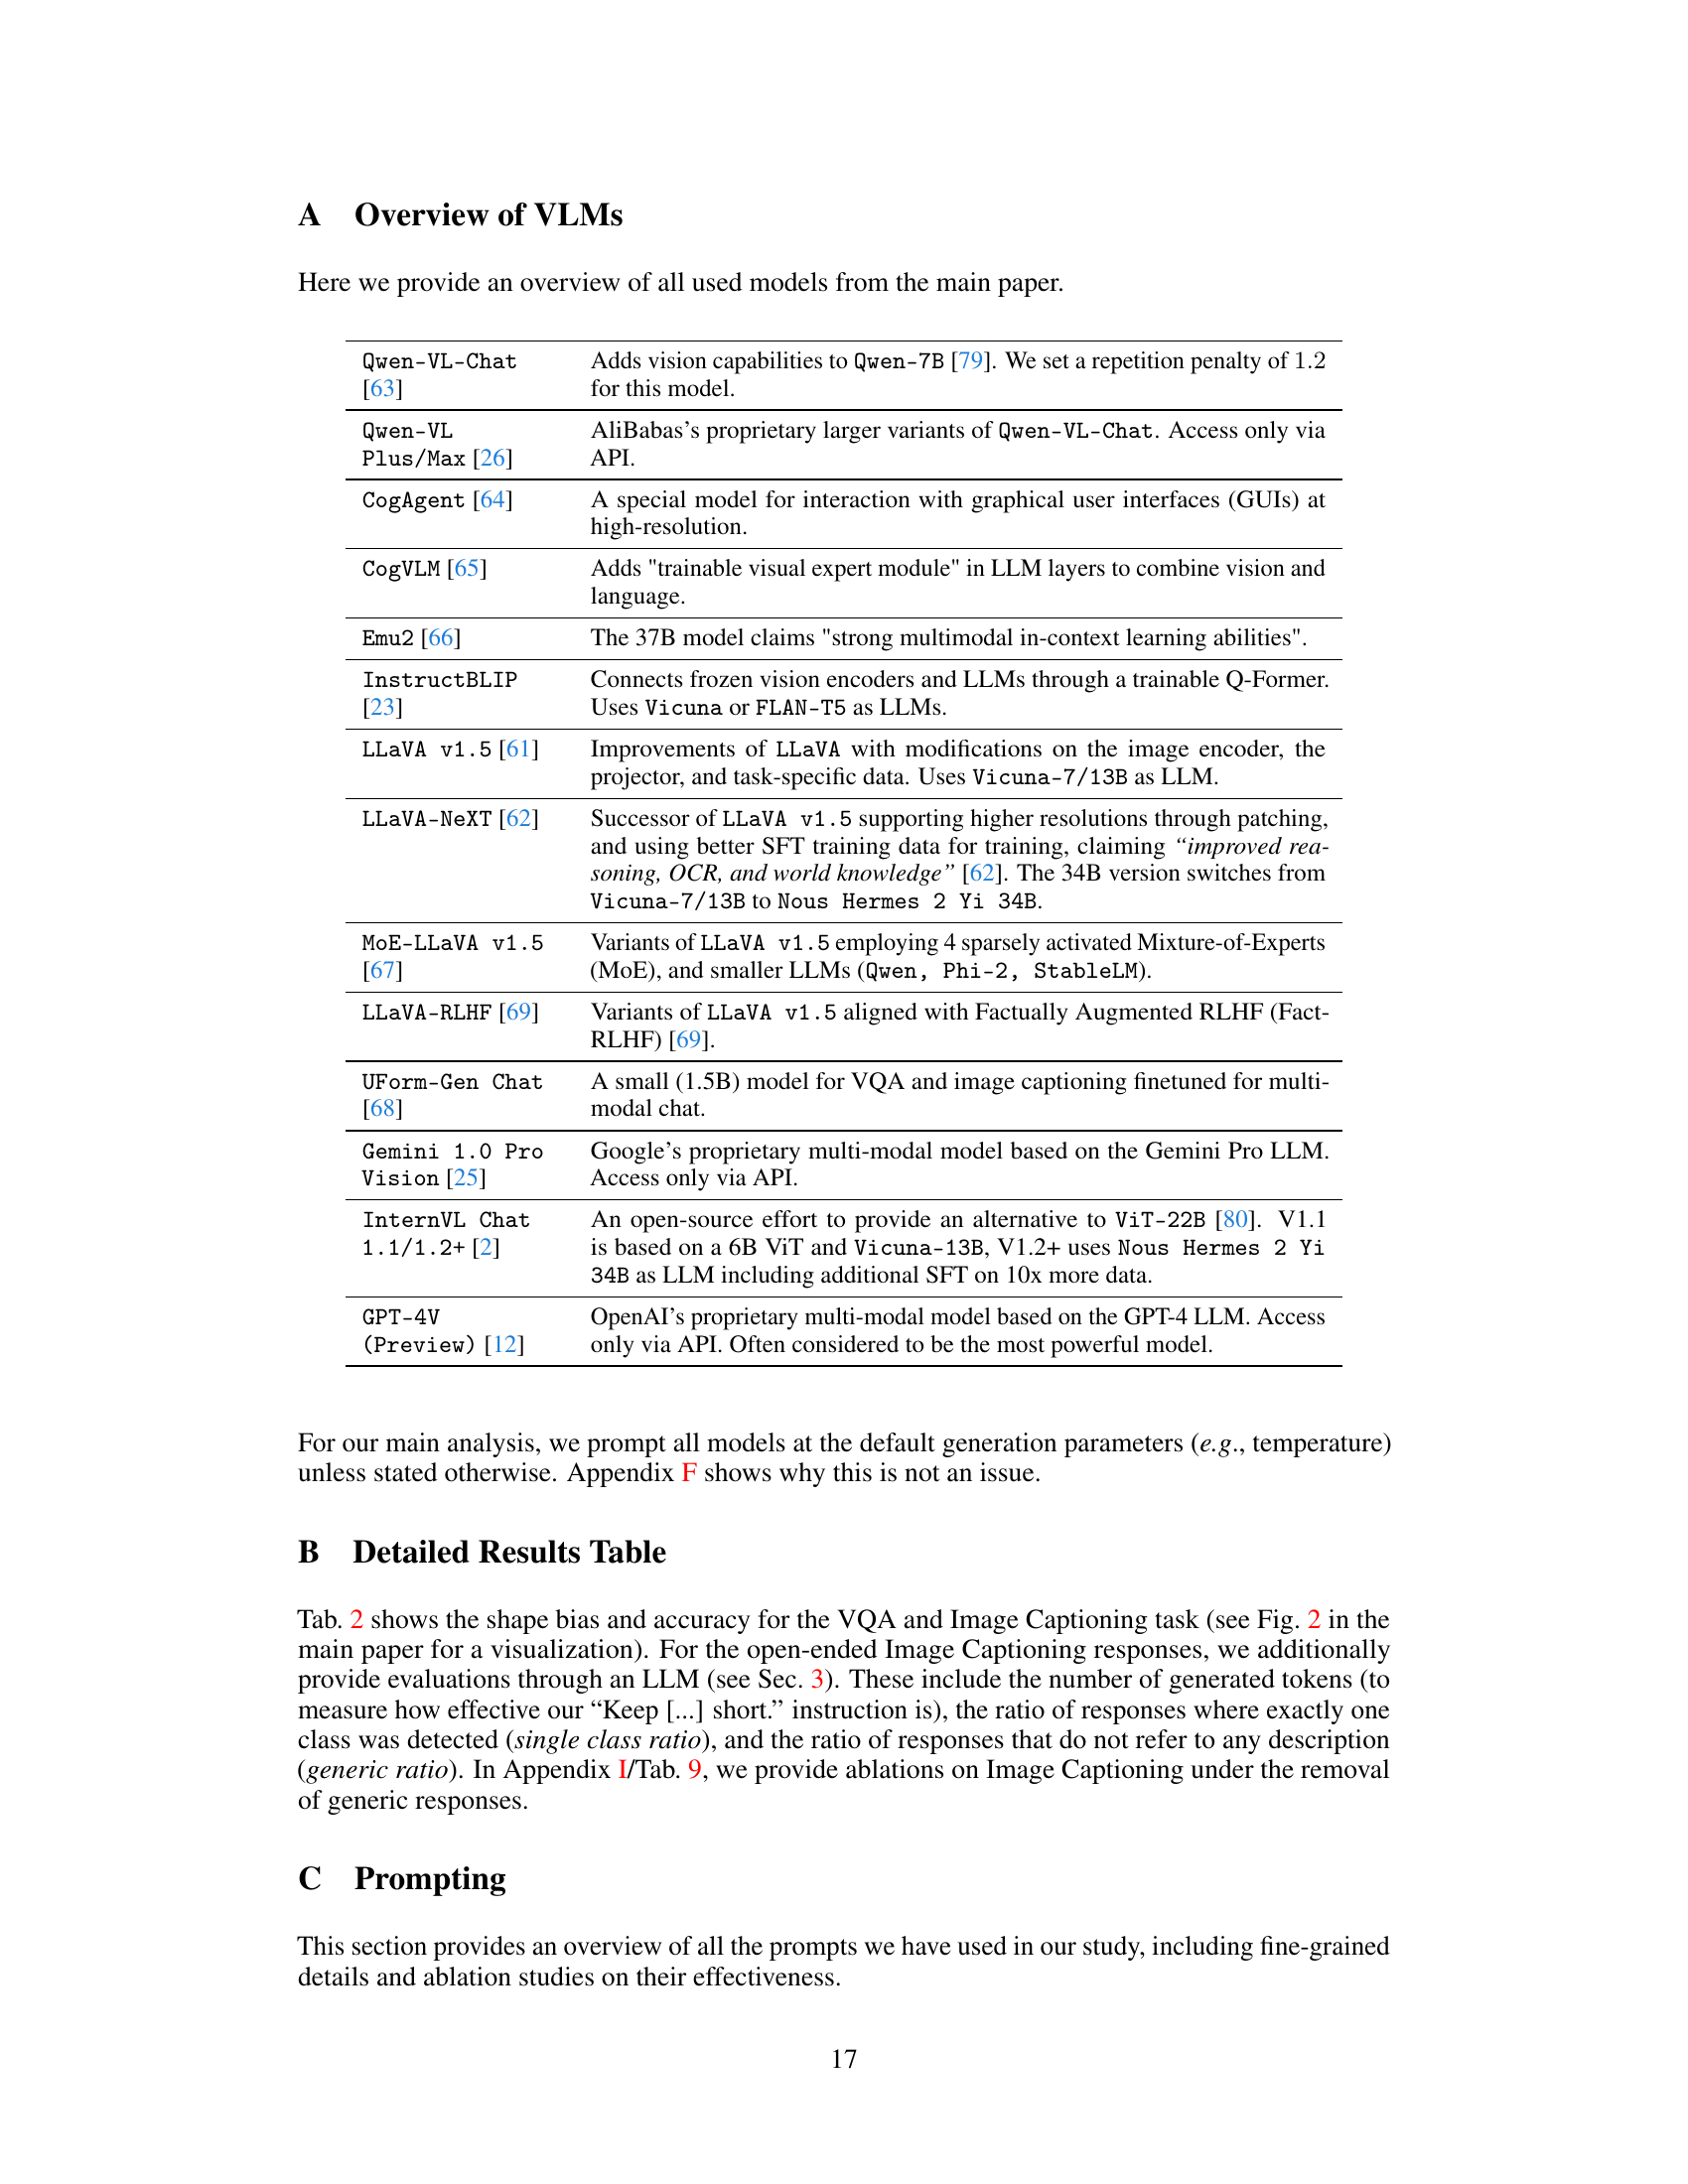 A Overview of VLMs
Here we provide an overview of all used models from the main paper.
Qwen-VL-Chat
[63]
Adds vision capabilities to Qwen-7B [79]. We set a repetition penalty of 1.2
for this model.
Qwen-VL
Plus/Max [26]
AliBabas's proprietary larger variants of Qwen-VL-Chat. Access only via
API.
CogAgent [64]
A special model for interaction with graphical user interfaces (GUIs) at
high-resolution.
CogVLM [65]
Adds "trainable visual expert module" in LLM layers to combine vision and
language.
Emu2 [66]
The 37B model claims "strong multimodal in-context learning abilities".
InstructBLIP
[23]
Connects frozen vision encoders and LLMs through a trainable Q-Former.
Uses Vicuna or FLAN-T5 as LLMs.
LLaVA v1.5 [61]
Improvements of LLaVA with modifications on the image encoder, the
projector, and task-specific data. Uses Vicuna-7/13B as LLM.
LLaVA-NeXT [62]
Successor of LLaVA v1.5 supporting higher resolutions through patching,
and using better SFT training data for training, claiming “improved rea-
soning, OCR, and world knowledge” [62]. The 34B version switches from
Vicuna-7/13B to Nous Hermes 2 Yi 34B.
MoE-LLaVA v1.5
[67]
Variants of LLaVA v1.5 employing 4 sparsely activated Mixture-of-Experts
(MoE), and smaller LLMs (Qwen, Phi-2, StableLM).
LLaVA-RLHF [69]
Variants of LLaVA v1.5 aligned with Factually Augmented RLHF (Fact-
RLHF) [69].
UForm-Gen Chat
[68]
A small (1.5B) model for VQA and image captioning finetuned for multi-
modal chat.
Gemini 1.0 Pro
Vision [25]
Google's proprietary multi-modal model based on the Gemini Pro LLM.
Access only via API.
InternVL Chat
1.1/1.2+ [2]
An open-source effort to provide an alternative to ViT-22B [80]. V1.1
is based on a 6B ViT and Vicuna-13B, V1.2+ uses Nous Hermes 2 Yi
34B as LLM including additional SFT on 10x more data.
GPT-4V
(Preview) [12]
OpenAI's proprietary multi-modal model based on the GPT-4 LLM. Access
only via API. Often considered to be the most powerful model.
For our main analysis, we prompt all models at the default generation parameters (e.g., temperature)
unless stated otherwise. Appendix F shows why this is not an issue.
B Detailed Results Table
Tab. 2 shows the shape bias and accuracy for the VQA and Image Captioning task (see Fig. 2 in the
main paper for a visualization). For the open-ended Image Captioning responses, we additionally
provide evaluations through an LLM (see Sec. 3). These include the number of generated tokens (to
measure how effective our “Keep [...] short.” instruction is), the ratio of responses where exactly one
class was detected (single class ratio), and the ratio of responses that do not refer to any description
(generic ratio). In Appendix I/Tab. 9, we provide ablations on Image Captioning under the removal
of generic responses.
C Prompting
This section provides an overview of all the prompts we have used in our study, including fine-grained
details and ablation studies on their effectiveness.
17